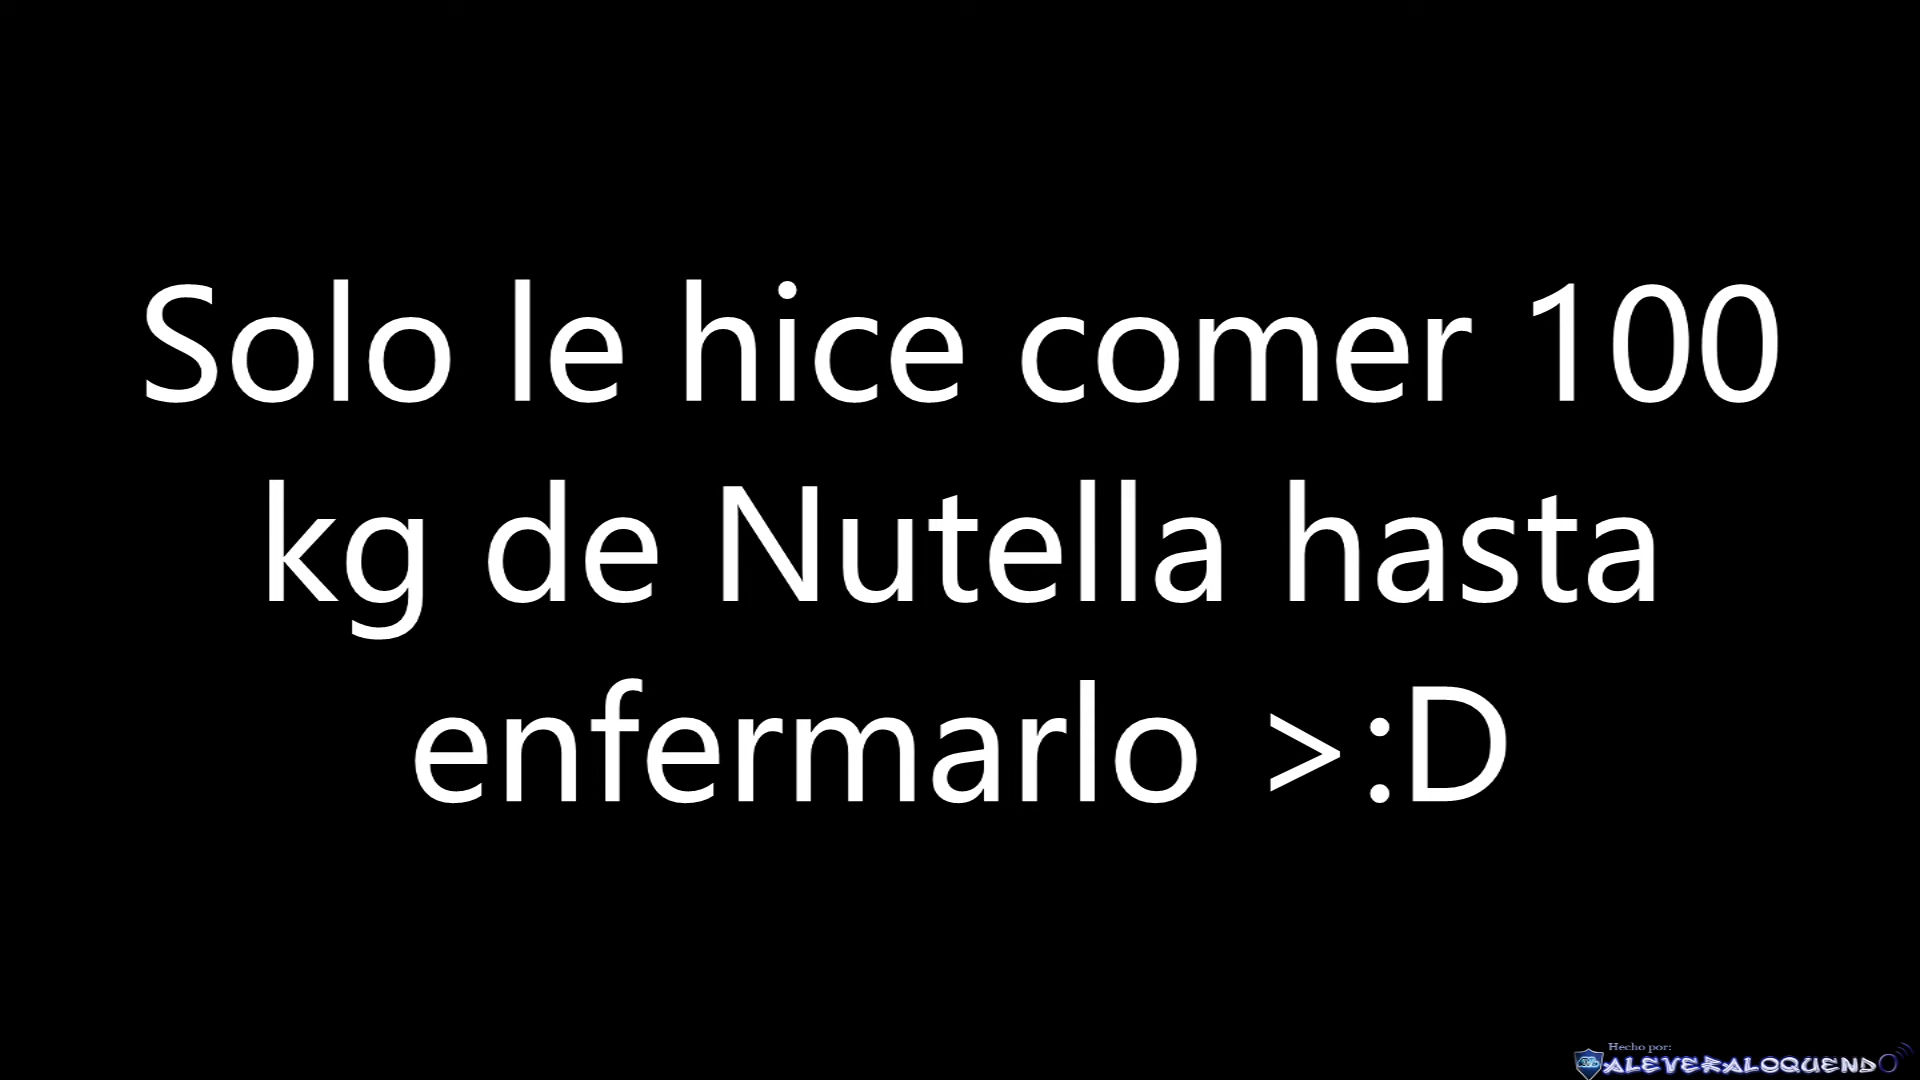 Solo le hice comer 100
kg de Nutella hasta
enfermarlo >:D
Hecho por:
ALEVERALOQUENDO